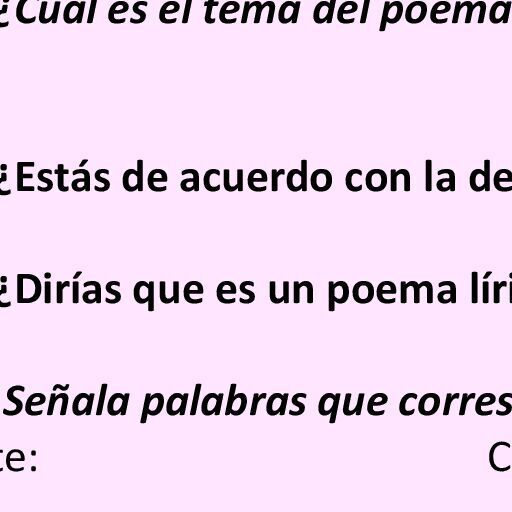 ¿Cuál es el tema del poema
¿Estás de acuerdo con la de
¿Dirías que es un poema líri
Señala palabras que corres
te: C